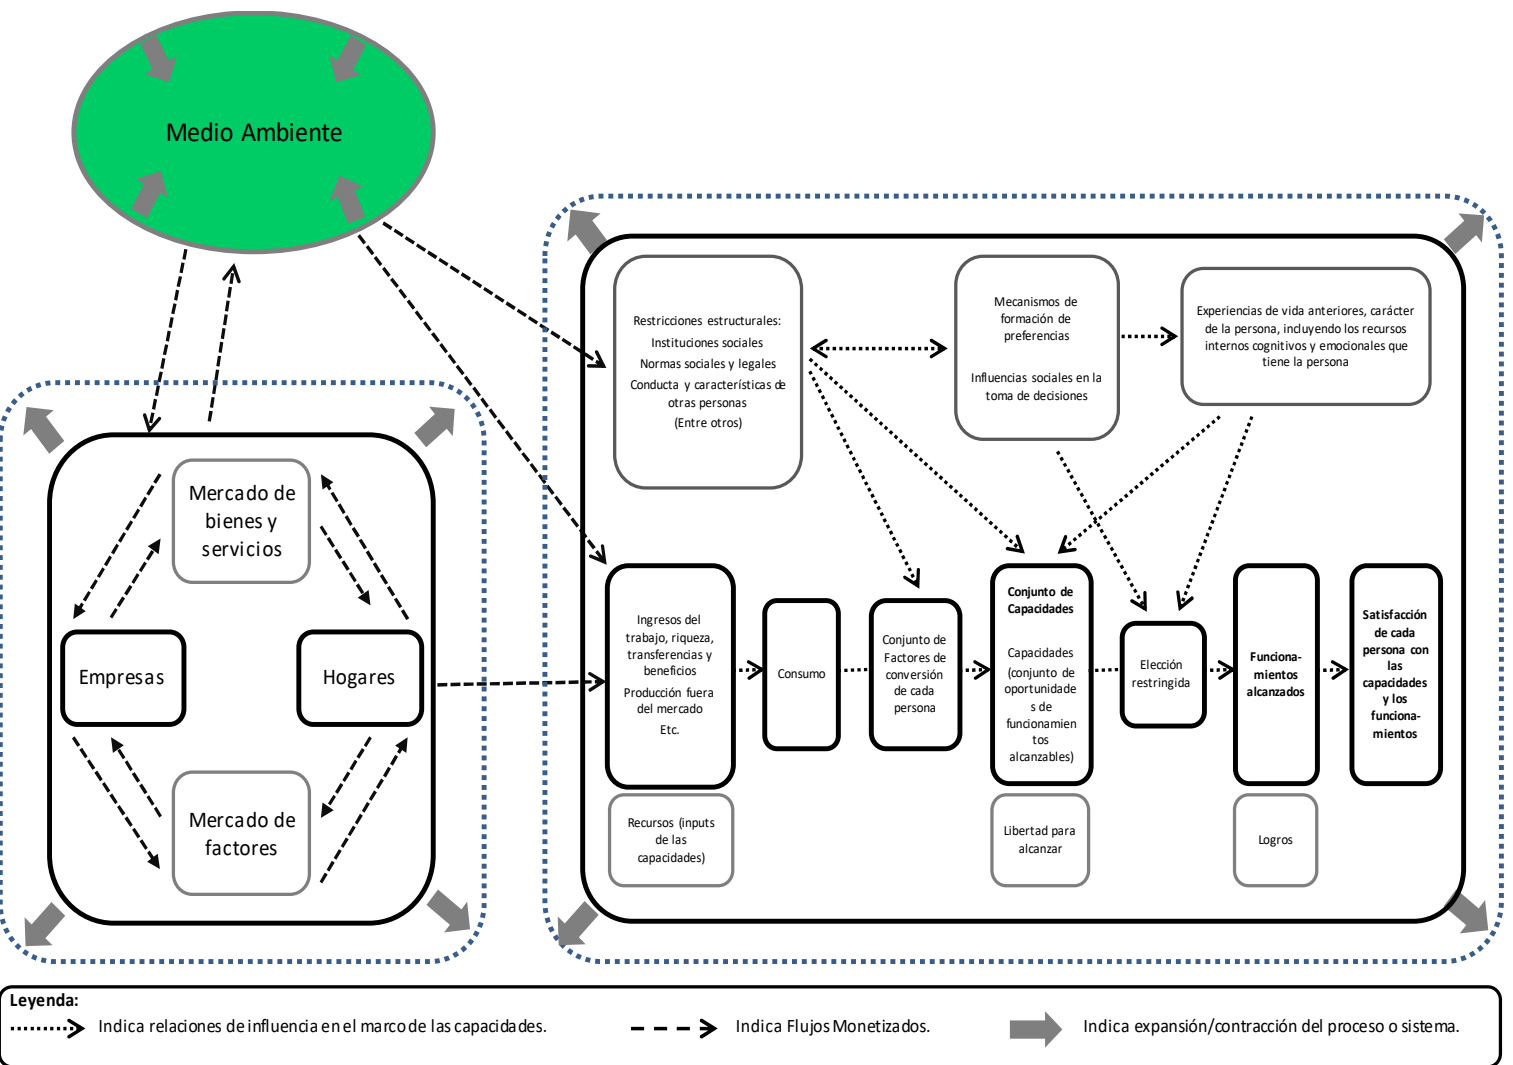 Medio Ambiente
Restricciones estructurales:
Instituciones sociales
Normas sociales y legales
Conducta y características de
otras personas
(Entre otros)
Mecanismos de
formación de
preferencias
Influencias sociales en la
toma de decisiones
Experiencias de vida anteriores, carácter
de la persona, incluyendo los recursos
internos cognitivos y emocionales que
tiene la persona
Mercado de
bienes y
servicios
Empresas
Hogares
Mercado de
factores
Ingresos del
trabajo, riqueza,
transferencias y
beneficios
Producción fuera
del mercado
Etc.
Consumo
Conjunto de
Factores de
conversión
de cada
persona
Conjunto de
Capacidades
Capacidades
(conjunto de
oportunidade
s de
funcionamien
tos
alcanzables)
Elección
restringida
Funciona-
mientos
alcanzados
Satisfacción
de cada
persona con
las
capacidades
y los
funciona-
mientos
Recursos (inputs
de las
capacidades)
Libertad para
alcanzar
Logros
Leyenda:
Indica relaciones de influencia en el marco de las capacidades.
Indica Flujos Monetizados.
Indica expansión/contracción del proceso o sistema.